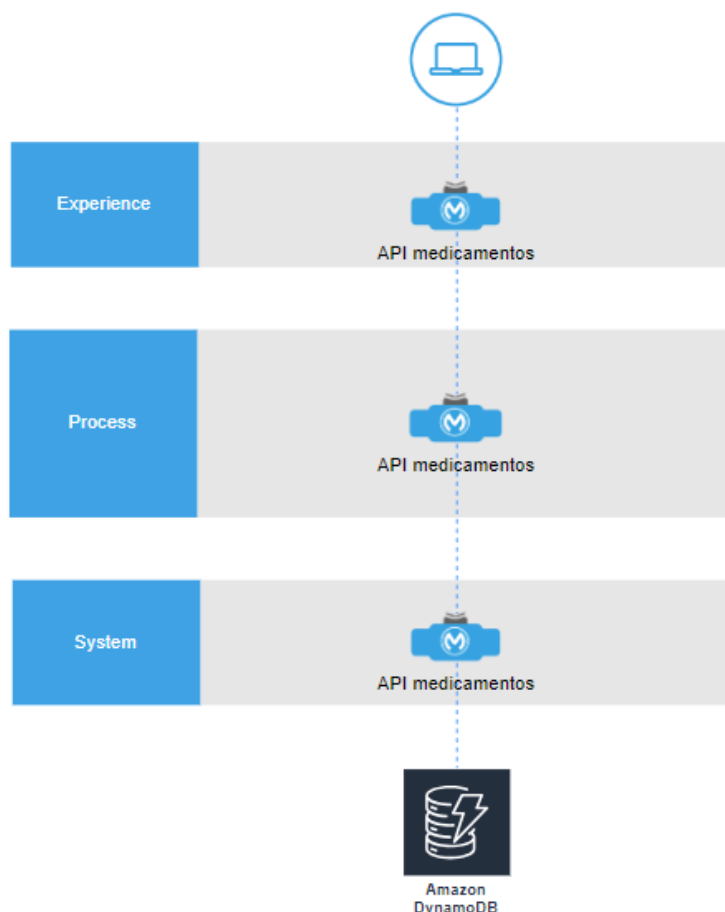 Experience
API medicamentos
Process
API medicamentos
System
API medicamentos
Amazon
DynamoDB